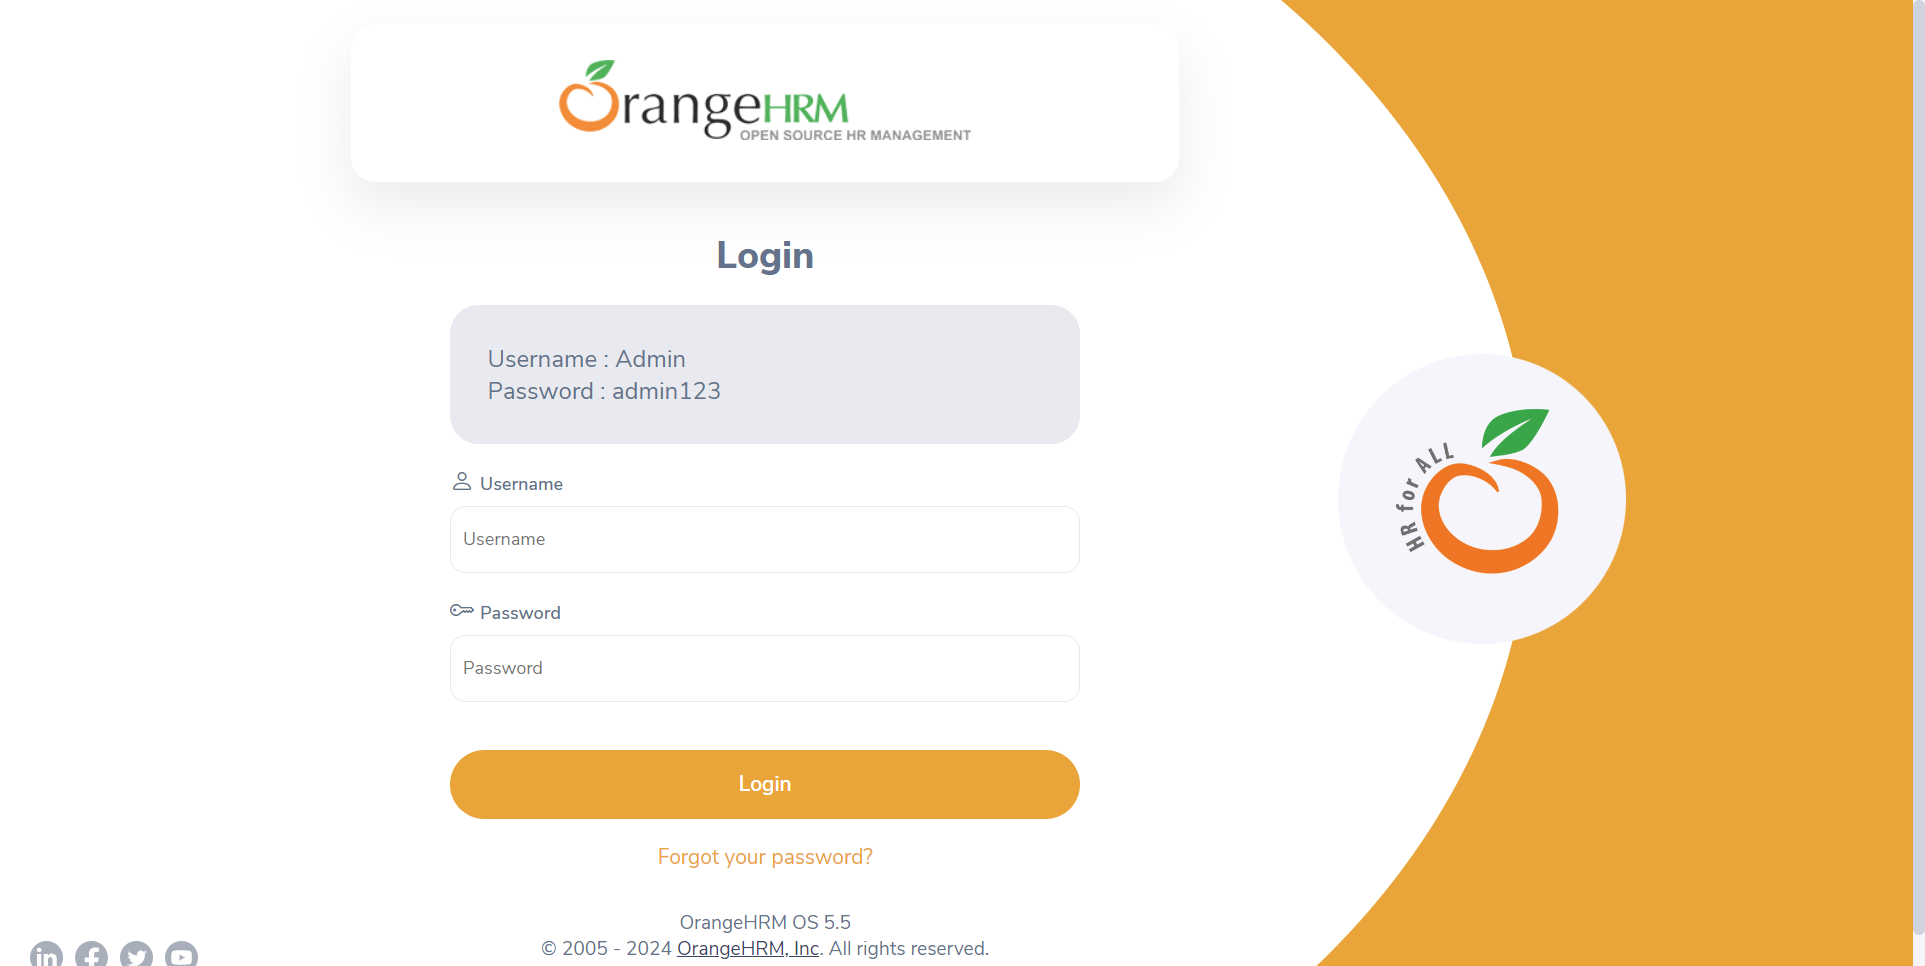 OrangeHRM
OPEN SOURCE HR MANAGEMENT
Login
Username : Admin
Password : admin123
Username
Username
Password
Password
Login
Forgot your password?
OrangeHRM OS 5.5
© 2005 - 2024 OrangeHRM, Inc. All rights reserved.
HR for ALL